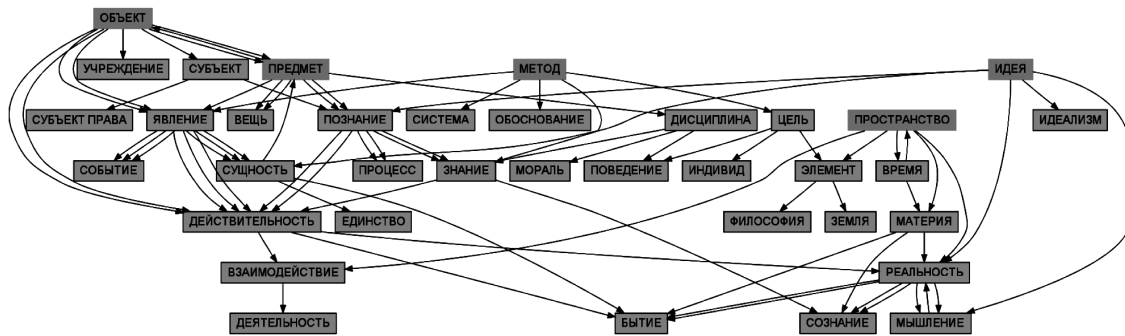 ОБЪЕКТ
УЧРЕЖДЕНИЕ
СУБЪЕКТ
ПРЕДМЕТ
МЕТОД
ИДЕЯ
СУБЪЕКТ ПРАВА
ЯВЛЕНИЕ
ВЕЩЬ
ПОЗНАНИЕ
СИСТЕМА
ОБОСНОВАНИЕ
ДИСЦИПЛИНА
ЦЕЛЬ
ПРОСТРАНСТВО
ИДЕАЛИЗМ
СОБЫТИЕ
СУЩНОСТЬ
ПРОЦЕСС
ЗНАНИЕ
МОРАЛЬ
ПОВЕДЕНИЕ
ИНДИВИД
ЭЛЕМЕНТ
ВРЕМЯ
ДЕЙСТВИТЕЛЬНОСТЬ
ЕДИНСТВО
ФИЛОСОФИЯ
ЗЕМЛЯ
МАТЕРИЯ
ВЗАИМОДЕЙСТВИЕ
РЕАЛЬНОСТЬ
ДЕЯТЕЛЬНОСТЬ
БЫТИЕ
СОЗНАНИЕ
МЫШЛЕНИЕ